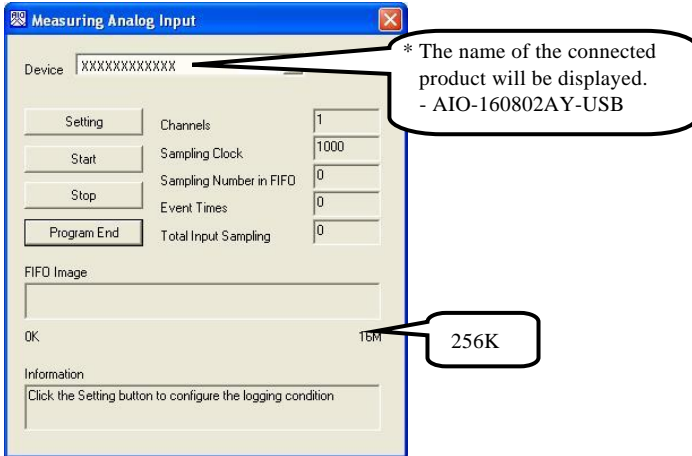 Measuring Analog Input
Device XXXXXXXXXXXX
* The name of the connected
product will be displayed.
- AIO-160802AY-USB
Setting
Start
Stop
Program End
Channels 1
Sampling Clock 1000
Sampling Number in FIFO 0
Event Times 0
Total Input Sampling 0
FIFO Image
0K 16M
256K
Information
Click the Setting button to configure the logging condition